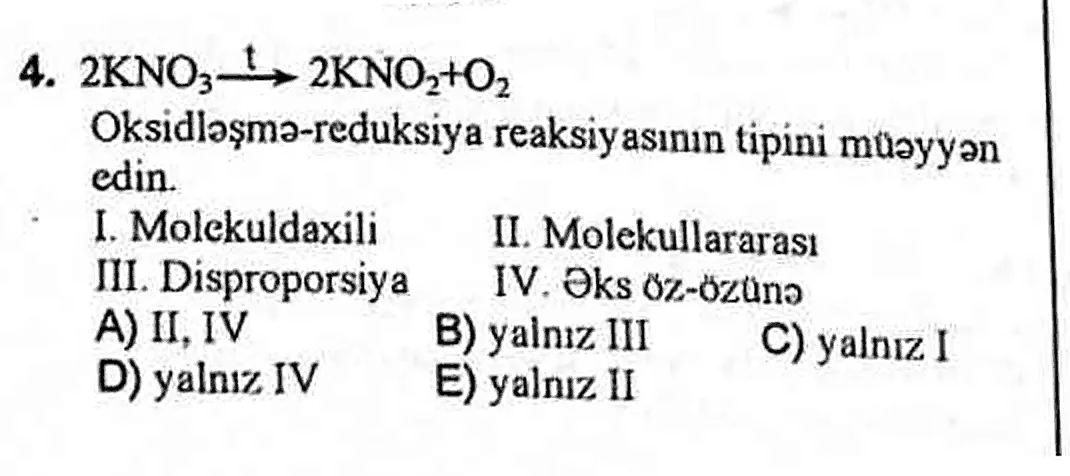 4. 2KNO₃ —t→ 2KNO₂+O₂
Oksidləşmə-reduksiya reaksiyasının tipini müəyyən
edin.
I. Molekuldaxili II. Molekullararası
III. Disproporsiya IV. Əks öz-özünə
A) II, IV B) yalnız III C) yalnız I
D) yalnız IV E) yalnız II